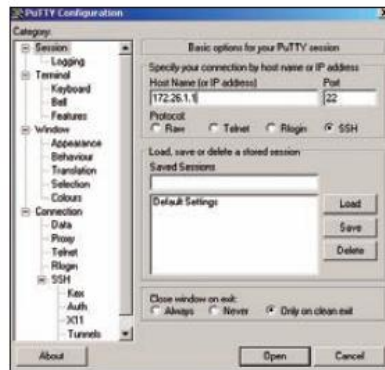 PuTTY Configuration
Category:
Session
Logging
Terminal
Keyboard
Bell
Features
Window
Appearance
Behaviour
Translation
Selection
Colours
Connection
Data
Proxy
Telnet
Rlogin
SSH
Kex
Auth
X11
Tunnels
Basic options for your PuTTY session
Specify your connection by host name or IP address
Host Name (or IP address) Port
172.26.1.1 22
Protocol:
Raw Telnet Rlogin SSH
Load, save or delete a stored session
Saved Sessions
Default Settings
Load
Save
Delete
Close window on exit:
Always Never Only on clean exit
About Open Cancel